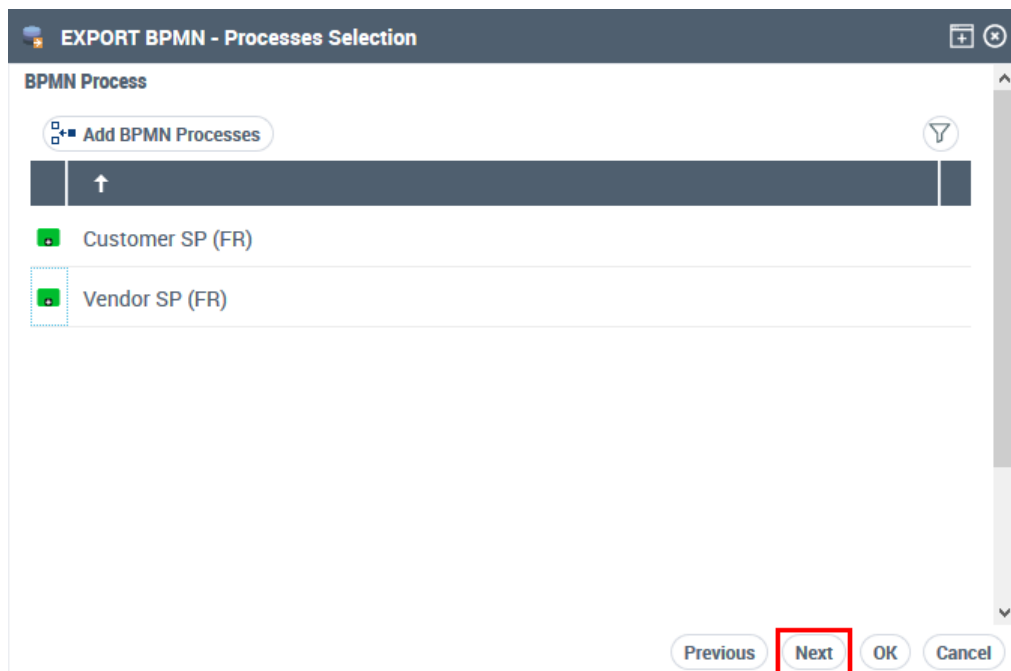 EXPORT BPMN - Processes Selection
BPMN Process
Add BPMN Processes
Customer SP (FR)
Vendor SP (FR)
Previous Next OK Cancel